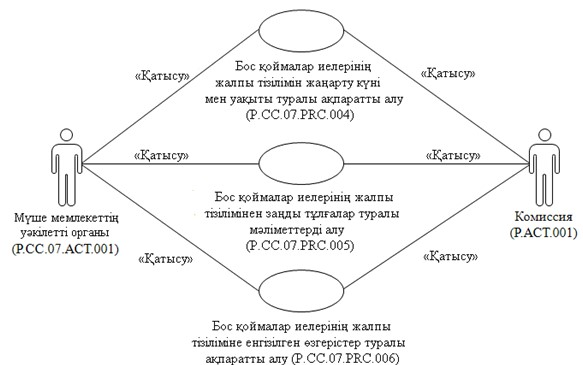 «Қатысу»
«Қатысу»
Бос қоймалар иелерінің
жалпы тізілімін жаңарту күні
мен уақыты туралы ақпаратты алу
(P.CC.07.PRC.004)
«Қатысу»
«Қатысу»
Мүше мемлекеттің
уәкілетті органы
(P.CC.07.ACT.001)
Бос қоймалар иелерінің жалпы
тізілімінен заңды тұлғалар туралы
мәліметтерді алу
(P.CC.07.PRC.005)
Комиссия
(P.ACT.001)
«Қатысу»
«Қатысу»
Бос қоймалар иелерінің жалпы
тізіліміне енгізілген өзгерістер туралы
ақпаратты алу (P.CC.07.PRC.006)